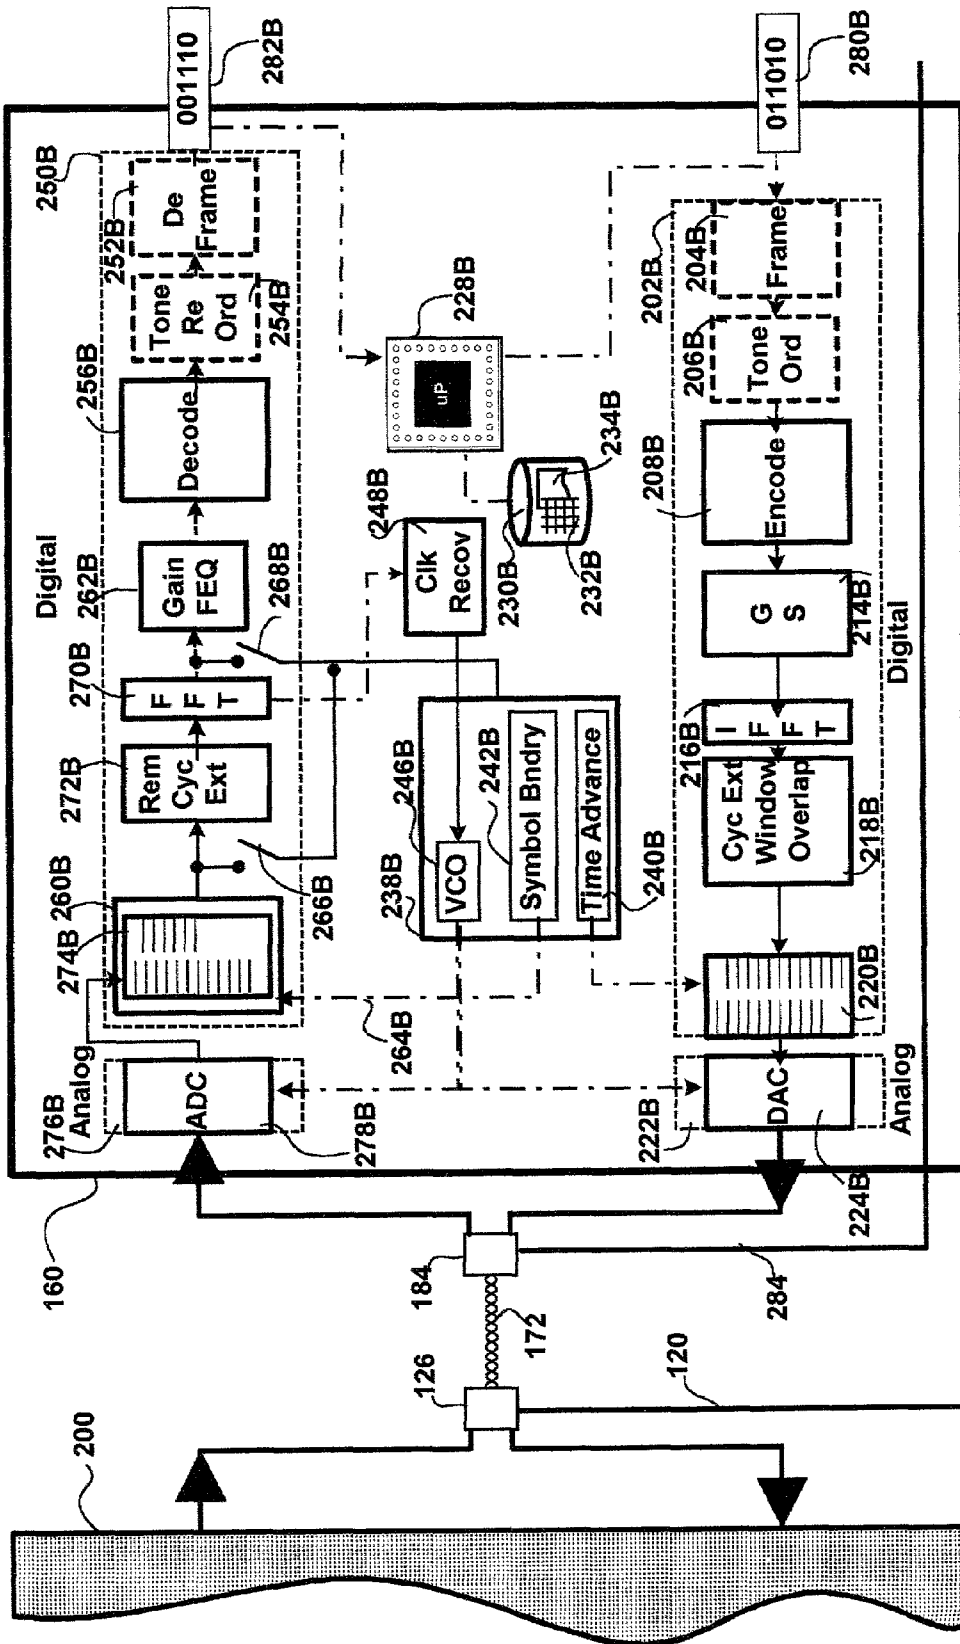 200
126
120
172
184
284
160
276B
Analog
ADC
278B
260B
274B
264B
266B
272B
Rem
Cyc
Ext
270B
F
F
T
Digital
268B
262B
Gain
FEQ
256B
Decode
Tone
Re
Ord
254B
250B
252B
De
Frame
001110
282B
238B
246B
VCO
242B
Symbol Bndry
Time Advance
240B
248B
Clk
Recov
228B
uP
230B
232B
234B
222B
DAC
224B
Analog
220B
Cyc Ext
Window
Overlap
218B
216B
I
F
F
T
Digital
G
S
214B
208B
Encode
206B
Tone
Ord
202B
204B
Frame
011010
280B